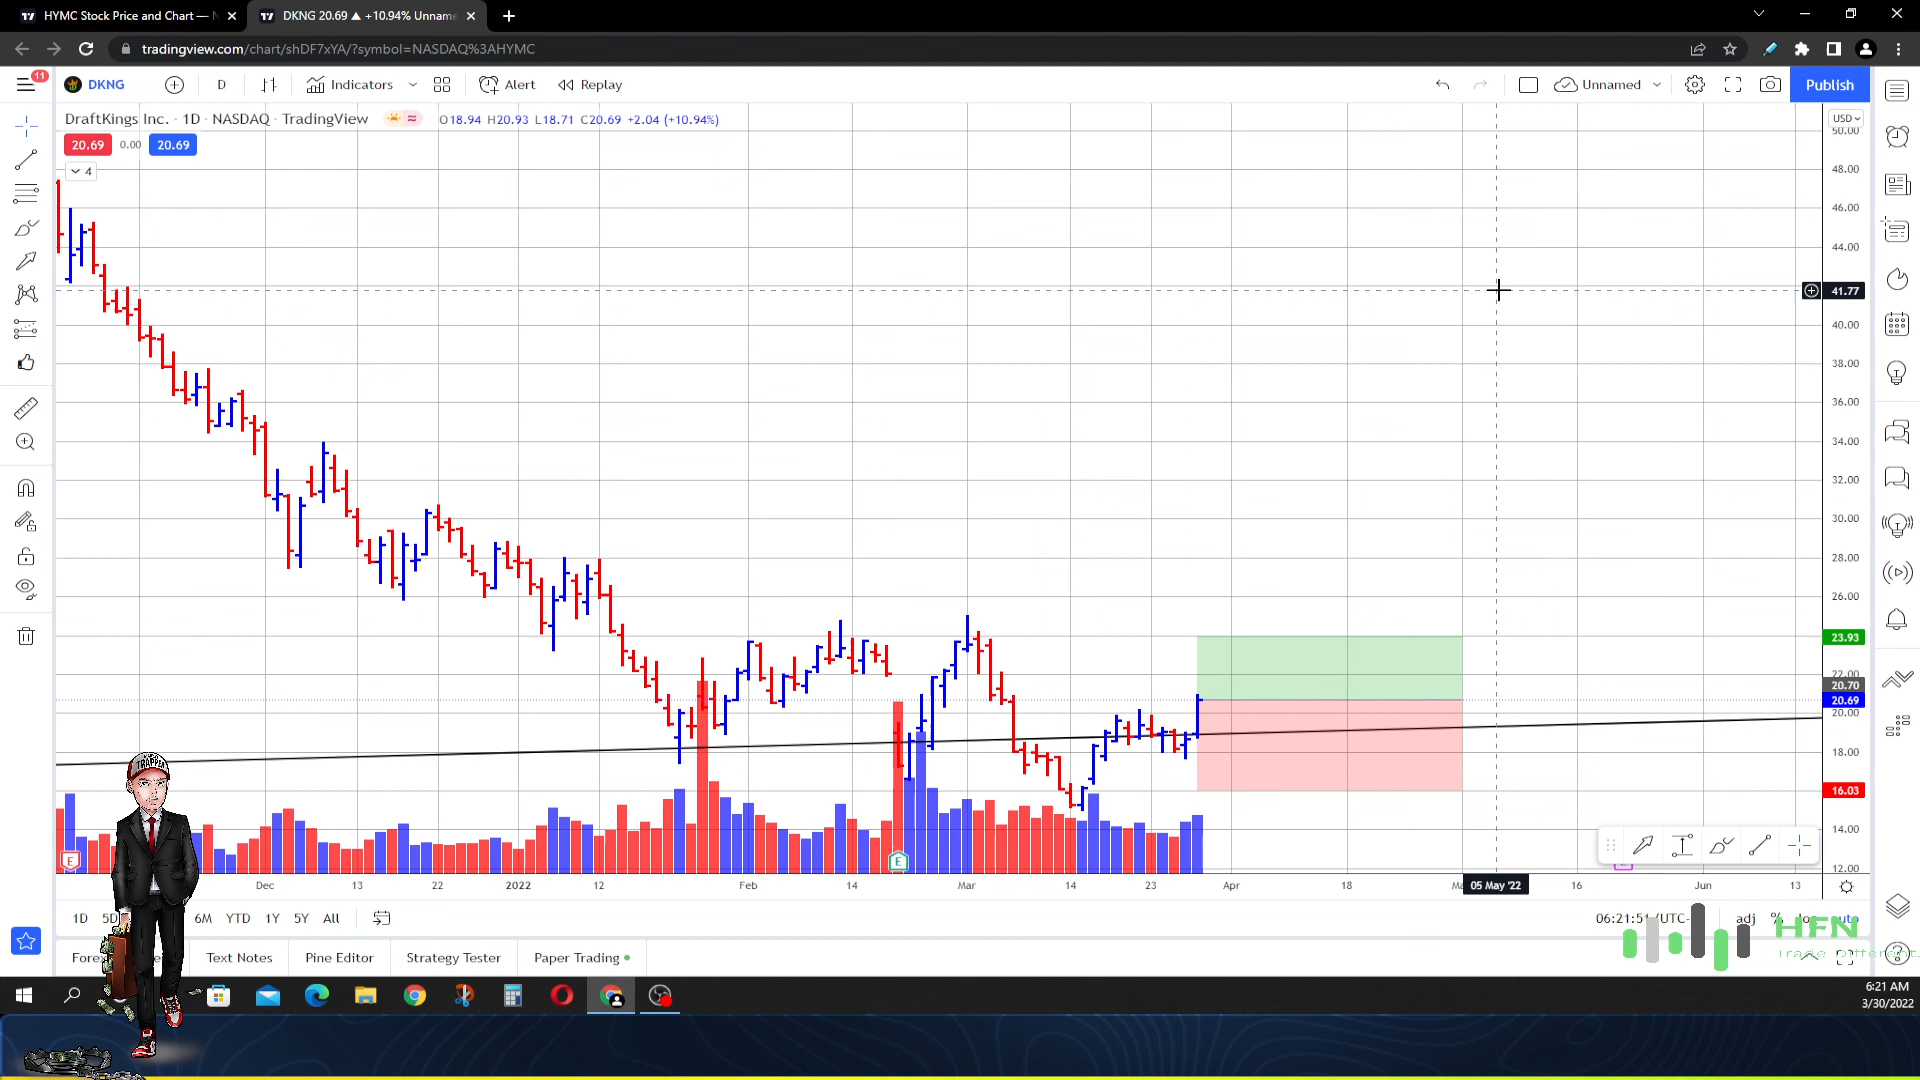 HYMC Stock Price and Chart — N
DKNG 20.69 ▲ +10.94% Unname
tradingview.com/chart/shDF7xYA/?symbol=NASDAQ%3AHYMC
11
DKNG
D
Indicators
Alert
Replay
Unnamed
Publish
DraftKings Inc. · 1D · NASDAQ · TradingView
O18.94 H20.93 L18.71 C20.69 +2.04 (+10.94%)
USD
20.69
0.00
20.69
4
50.00
48.00
46.00
44.00
41.77
40.00
38.00
36.00
34.00
32.00
30.00
28.00
26.00
23.93
22.00
20.70
20.69
20.00
18.00
16.03
14.00
12.00
TRAPPER
E
E
Dec
13
22
2022
12
Feb
14
Mar
14
23
Apr
18
05 May '22
16
Jun
13
1D
5D
6M
YTD
1Y
5Y
All
06:21:51 (UTC-
adj
%
log
auto
HFN
Trade Different
Text Notes
Pine Editor
Strategy Tester
Paper Trading
6:21 AM
3/30/2022